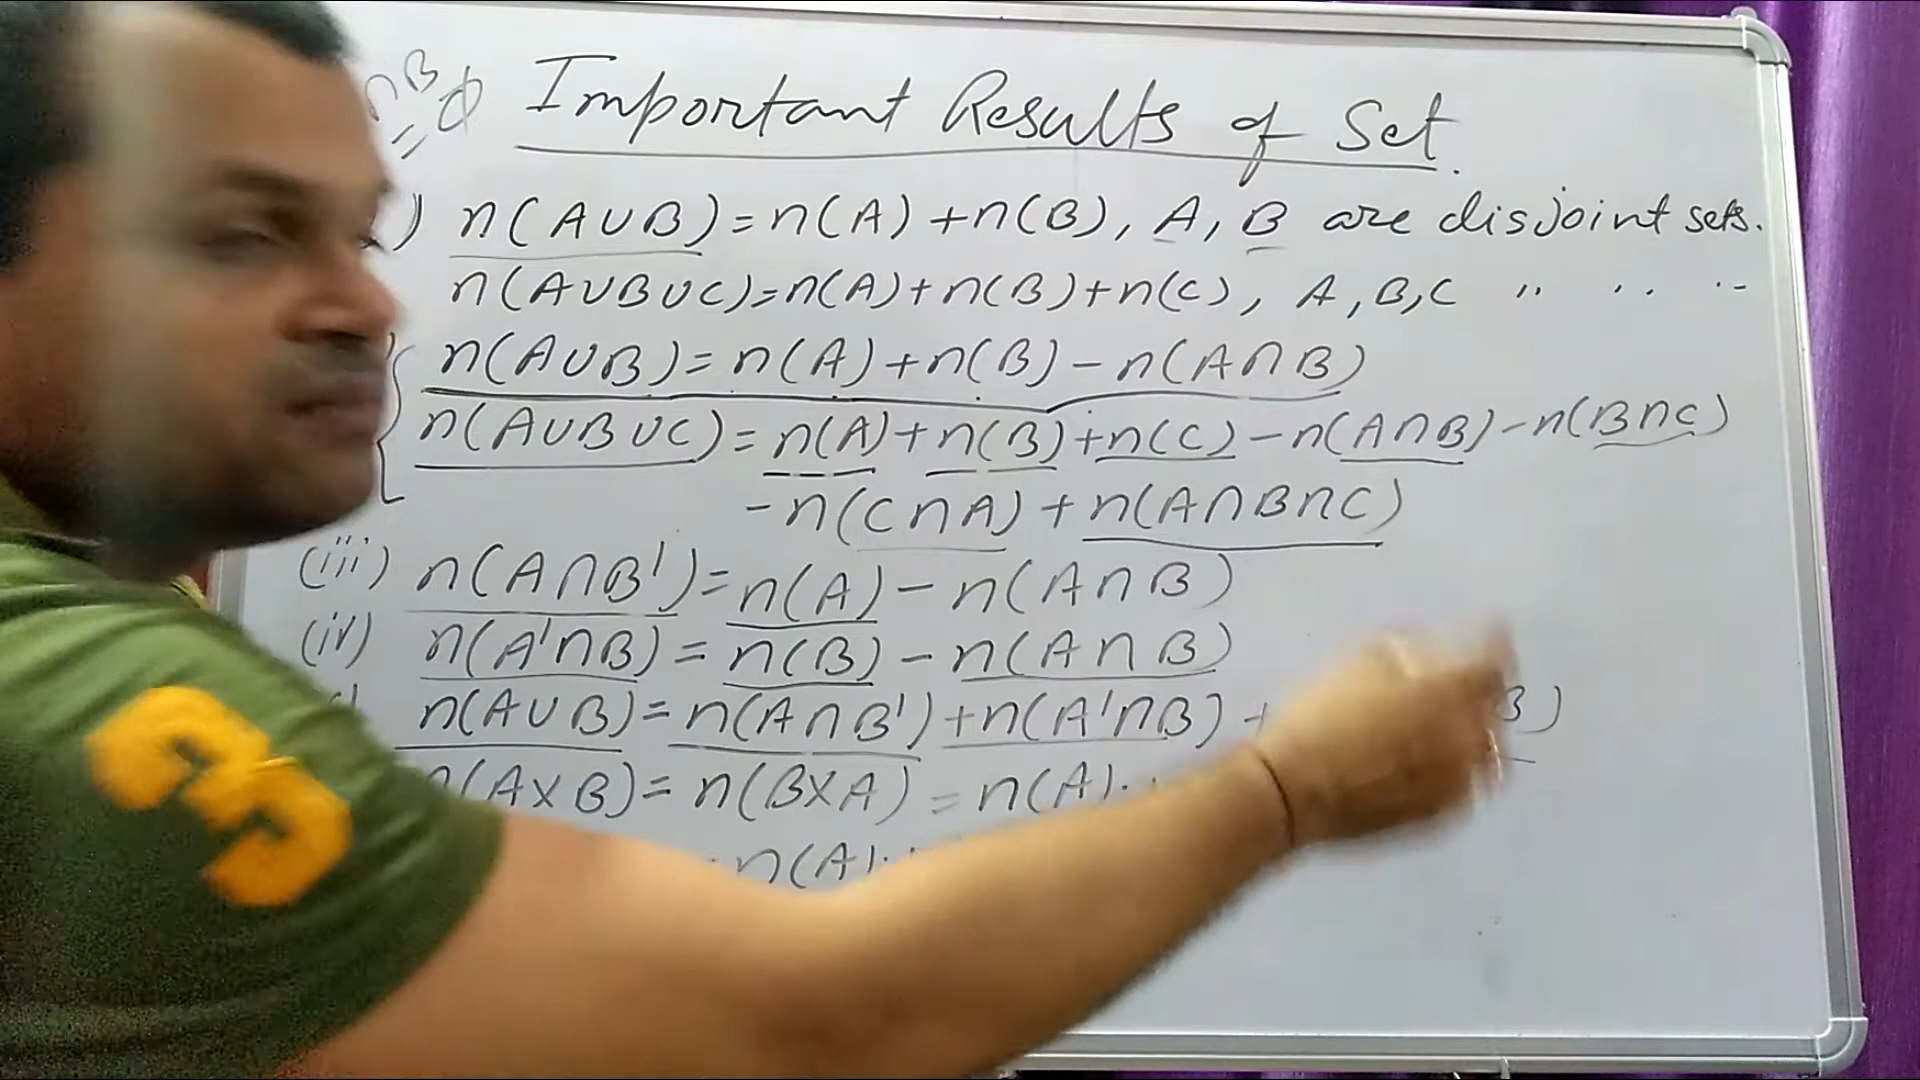 ∩B
= ϕ
Important Results of Set.
) n(A∪B)=n(A)+n(B), A, B are disjoint sets.
n(A∪B∪C)=n(A)+n(B)+n(C), A, B, C " " "
n(A∪B)=n(A)+n(B)-n(A∩B)
n(A∪B∪C)=n(A)+n(B)+n(C)-n(A∩B)-n(B∩C)
-n(C∩A)+n(A∩B∩C)
(iii) n(A∩B')=n(A)-n(A∩B)
(iv) n(A'∩B)=n(B)-n(A∩B)
n(A∪B)=n(A∩B')+n(A'∩B)+ B)
n(A×B)=n(B×A)=n(A).
n(A).